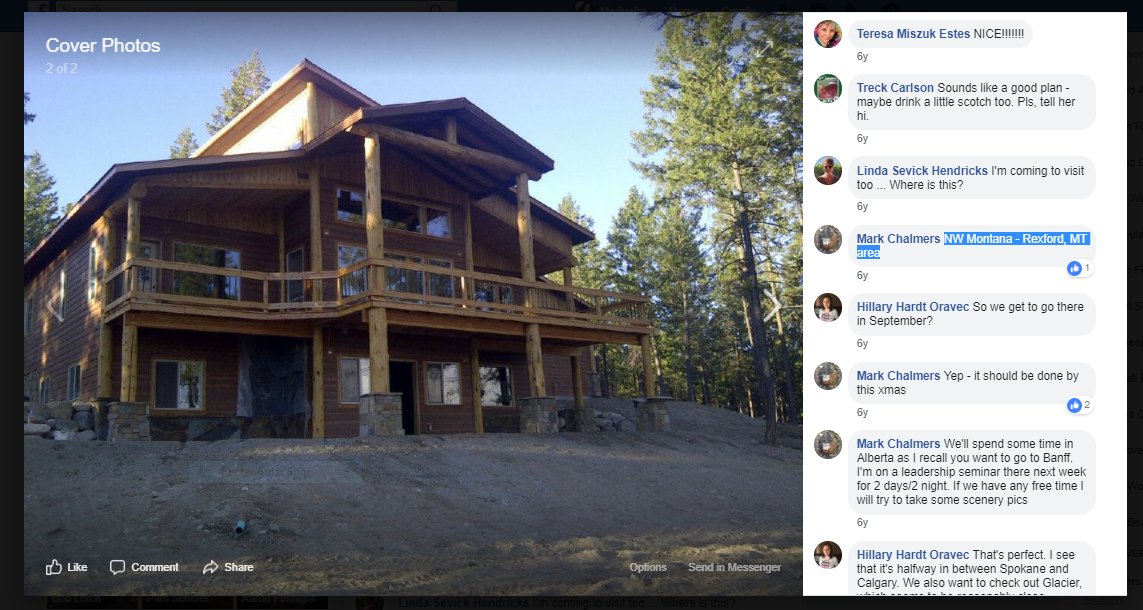 Search
Cover Photos
2 of 2
Like
Comment
Share
Options
Send in Messenger
Teresa Miszuk Estes NICE!!!!!!!
6y
Treck Carlson Sounds like a good plan -
maybe drink a little scotch too. Pls, tell her
hi.
6y
Linda Sevick Hendricks I'm coming to visit
too ... Where is this?
6y
Mark Chalmers NW Montana - Rexford, MT
area
1
6y
Hillary Hardt Oravec So we get to go there
in September?
6y
Mark Chalmers Yep - it should be done by
this xmas
2
6y
Mark Chalmers We'll spend some time in
Alberta as I recall you want to go to Banff.
I'm on a leadership seminar there next week
for 2 days/2 night. If we have any free time I
will try to take some scenery pics
6y
Hillary Hardt Oravec That's perfect. I see
that it's halfway in between Spokane and
Calgary. We also want to check out Glacier,
which seems to be reasonably close.
Linda Sevick Hendricks I'm coming to visit too ... Where is this?